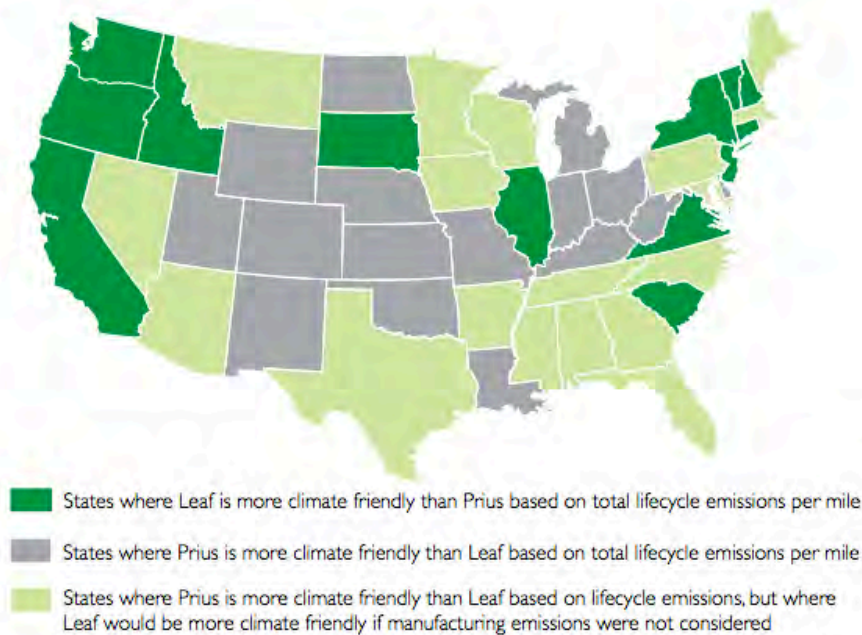 States where Leaf is more climate friendly than Prius based on total lifecycle emissions per mile
States where Prius is more climate friendly than Leaf based on total lifecycle emissions per mile
States where Prius is more climate friendly than Leaf based on lifecycle emissions, but where
Leaf would be more climate friendly if manufacturing emissions were not considered